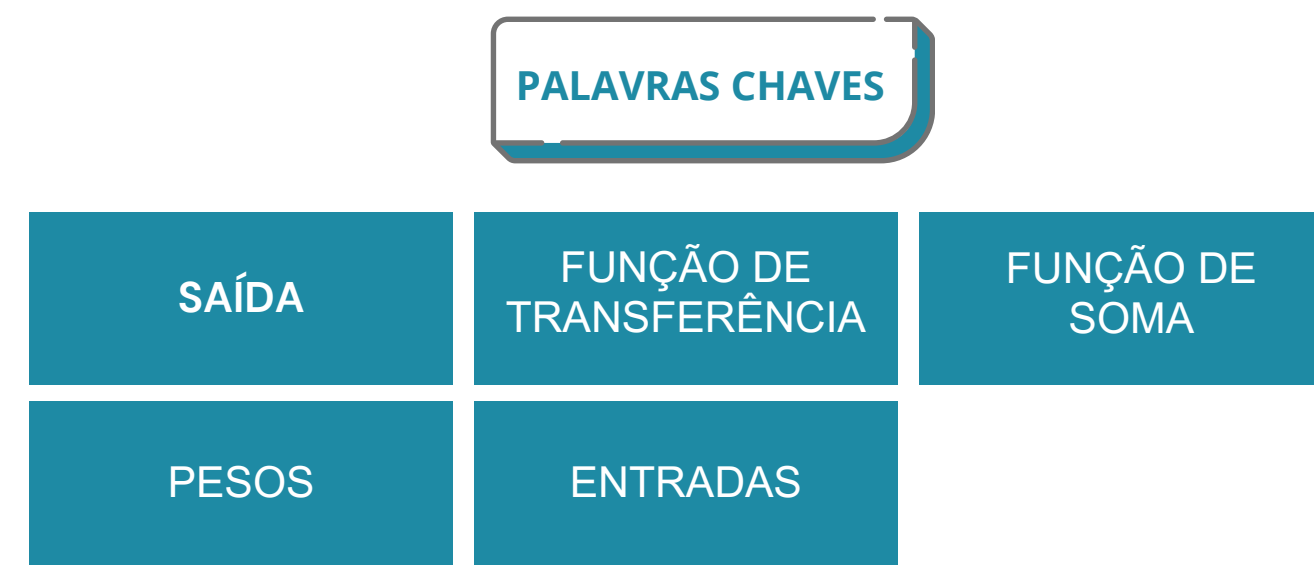 PALAVRAS CHAVES
SAÍDA
FUNÇÃO DE
TRANSFERÊNCIA
FUNÇÃO DE
SOMA
PESOS
ENTRADAS